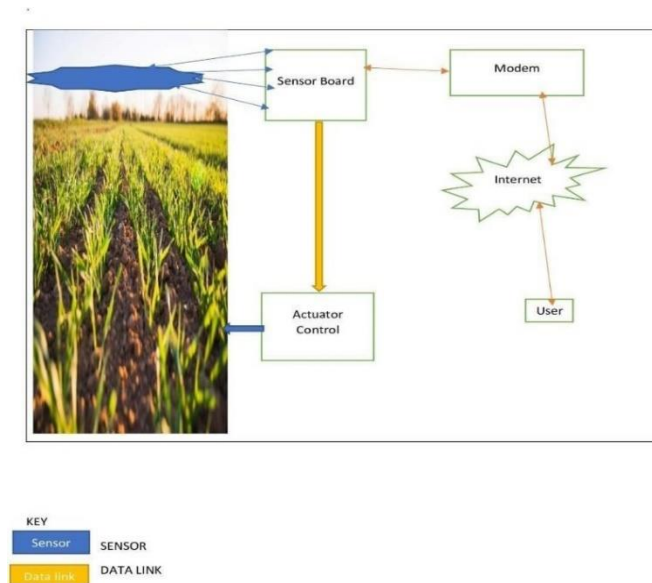 Sensor Board
Modem
Internet
Actuator
Control
User
KEY
Sensor SENSOR
Data link DATA LINK